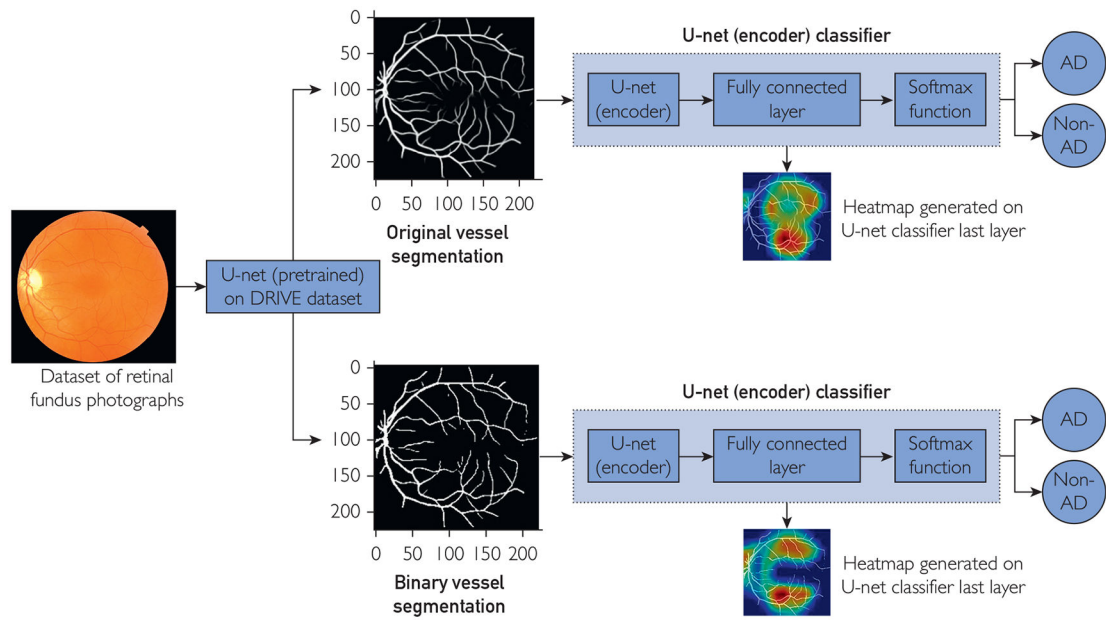 Dataset of retinal
fundus photographs
U-net (pretrained)
on DRIVE dataset
0
50
100
150
200
0 50 100 150 200
Original vessel
segmentation
U-net (encoder) classifier
U-net
(encoder)
Fully connected
layer
Softmax
function
AD
Non-
AD
Heatmap generated on
U-net classifier last layer
0
50
100
150
200
0 50 100 150 200
Binary vessel
segmentation
U-net (encoder) classifier
U-net
(encoder)
Fully connected
layer
Softmax
function
AD
Non-
AD
Heatmap generated on
U-net classifier last layer